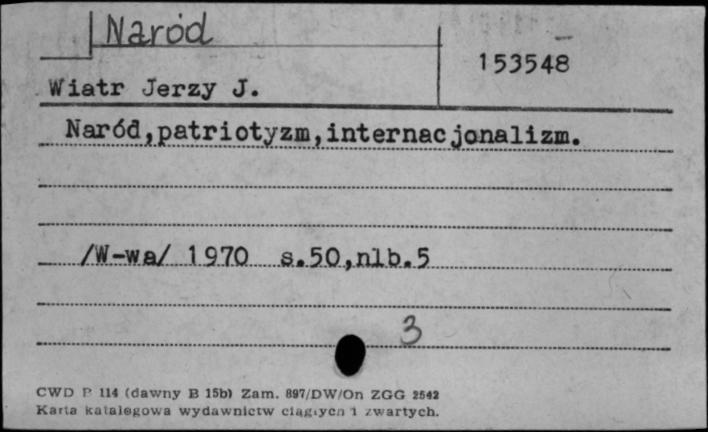 Naród
153548
Wiatr Jerzy J.
Naród,patriotyzm,internacjonalizm.
/W-wa/ 1970 s.50,nlb.5
3
CWD P 114 (dawny B 15b) Zam. 897/DW/On ZGG 2542
Karta katalogowa wydawnictw ciągłych i zwartych.